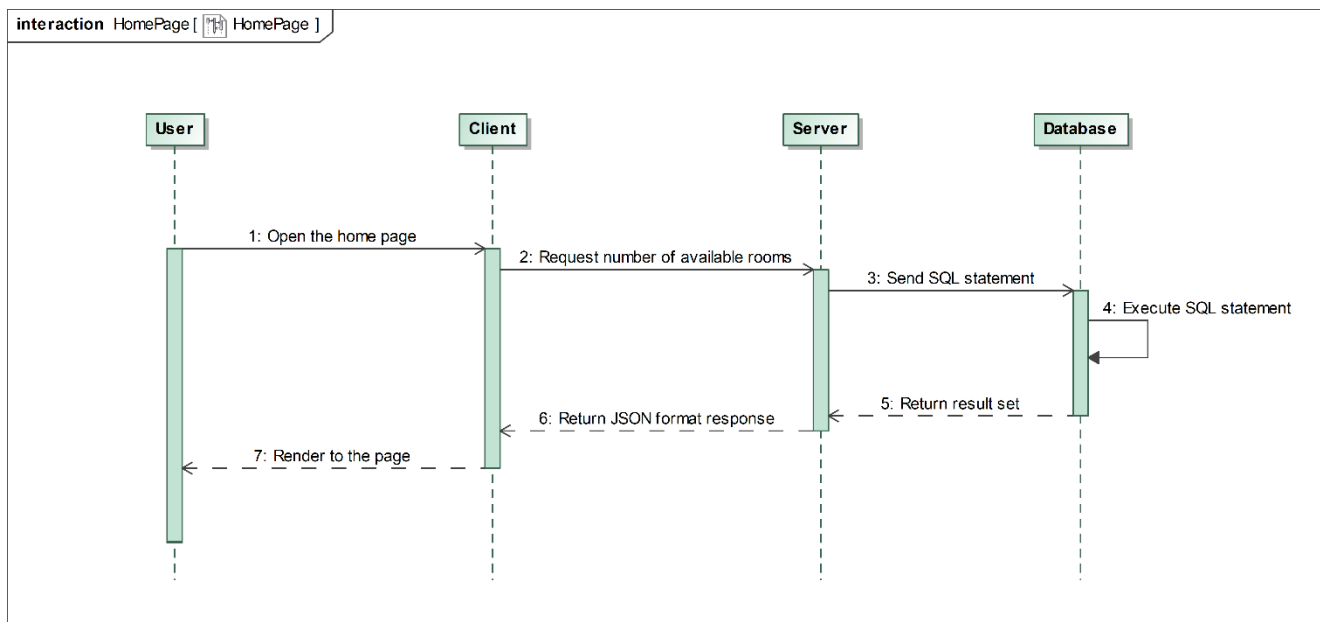 interaction HomePage [ HomePage ]
User
Client
Server
Database
1: Open the home page
2: Request number of available rooms
3: Send SQL statement
4: Execute SQL statement
5: Return result set
6: Return JSON format response
7: Render to the page